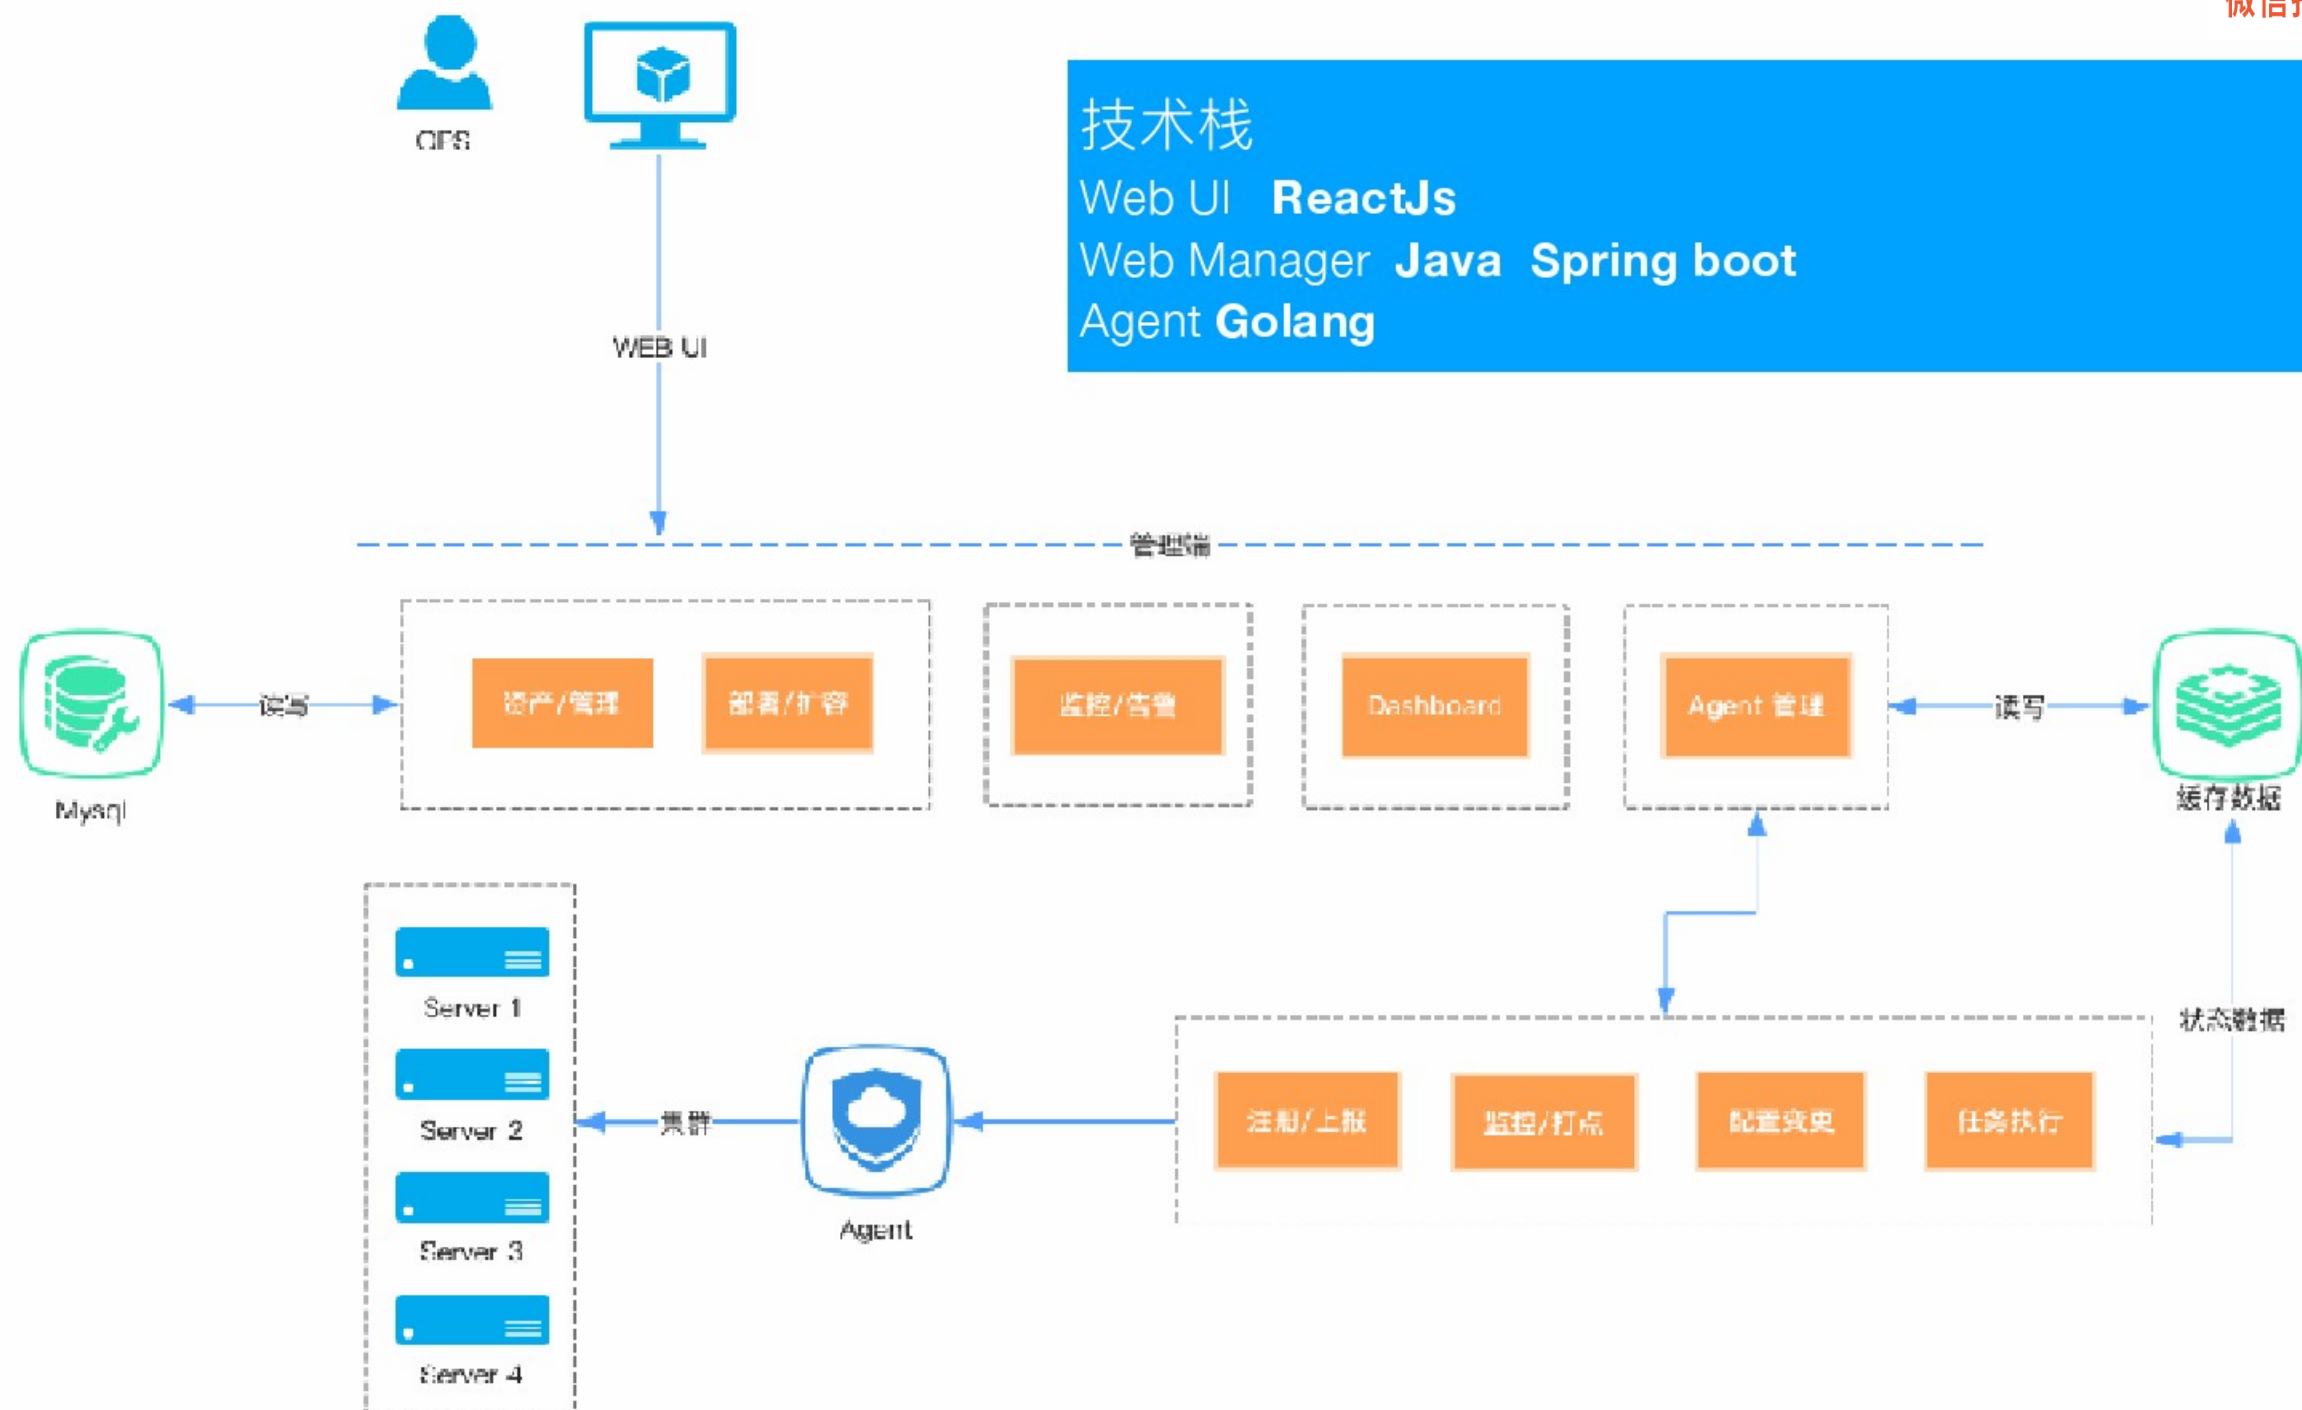 微信扫
OPS
技术栈
Web UI ReactJs
Web Manager Java Spring boot
Agent Golang
WEB UI
管理端
资产/管理
部署/扩容
监控/告警
Dashboard
Agent 管理
读写
读写
Mysql
缓存数据
Server 1
状态数据
注册/上报
监控/打点
配置变更
任务执行
集群
Server 2
Agent
Server 3
Server 4